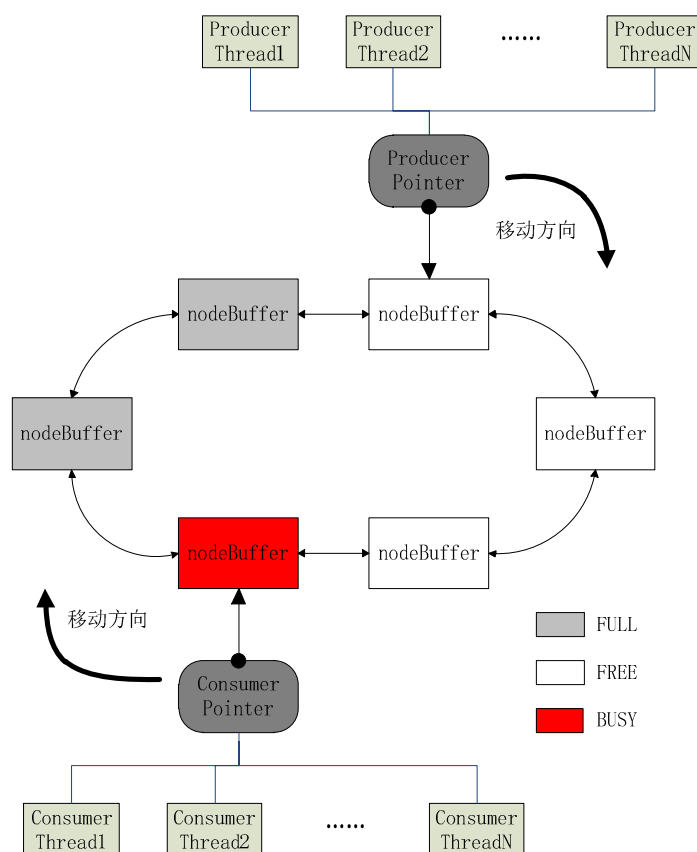 Producer
Thread1
Producer
Thread2
······
Producer
ThreadN
Producer
Pointer
移动方向
nodeBuffer
nodeBuffer
nodeBuffer
nodeBuffer
nodeBuffer
nodeBuffer
移动方向
FULL
FREE
BUSY
Consumer
Pointer
Consumer
Thread1
Consumer
Thread2
······
Consumer
ThreadN